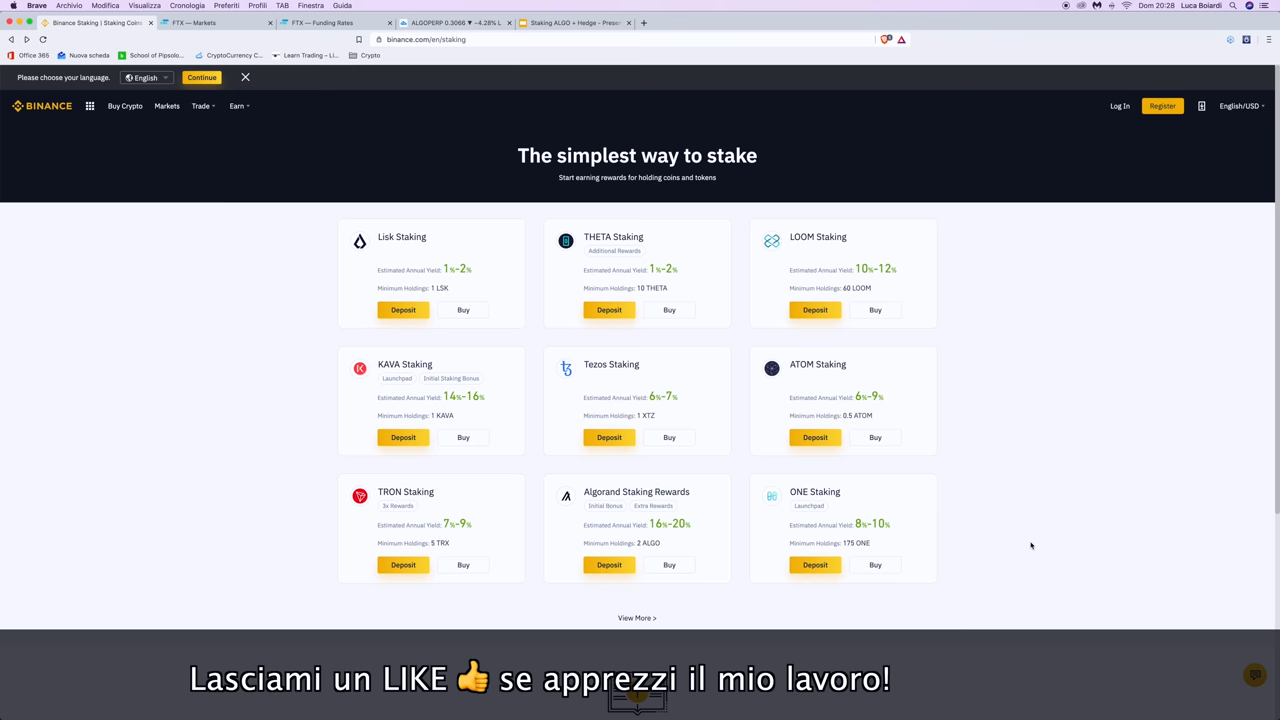 Brave Archivio Modifica Visualizza Cronologia Preferiti Profili TAB Finestra Guida Dom 20:28 Luca Boiardi
Binance Staking | Staking Coins FTX — Markets FTX — Funding Rates ALGOPERP 0.3066 ▼ −4.28% L Staking ALGO + Hedge - Prese
binance.com/en/staking
Office 365 Nuova scheda School of Pipsolo... CryptoCurrency C... Learn Trading – L... Crypto
Please choose your language. English Continue
BINANCE Buy Crypto Markets Trade Earn Log In Register English/USD
The simplest way to stake
Start earning rewards for holding coins and tokens
Lisk Staking
Estimated Annual Yield: 1%-2%
Minimum Holdings: 1 LSK
Deposit Buy
THETA Staking
Additional Rewards
Estimated Annual Yield: 1%-2%
Minimum Holdings: 10 THETA
Deposit Buy
LOOM Staking
Estimated Annual Yield: 10%-12%
Minimum Holdings: 60 LOOM
Deposit Buy
KAVA Staking
Launchpad Initial Staking Bonus
Estimated Annual Yield: 14%-16%
Minimum Holdings: 1 KAVA
Deposit Buy
Tezos Staking
Estimated Annual Yield: 6%-7%
Minimum Holdings: 1 XTZ
Deposit Buy
ATOM Staking
Estimated Annual Yield: 6%-9%
Minimum Holdings: 0.5 ATOM
Deposit Buy
TRON Staking
3x Rewards
Estimated Annual Yield: 7%-9%
Minimum Holdings: 5 TRX
Deposit Buy
Algorand Staking Rewards
Initial Bonus Extra Rewards
Estimated Annual Yield: 16%-20%
Minimum Holdings: 2 ALGO
Deposit Buy
ONE Staking
Launchpad
Estimated Annual Yield: 8%-10%
Minimum Holdings: 175 ONE
Deposit Buy
View More >
Lasciami un LIKE 👍 se apprezzi il mio lavoro!